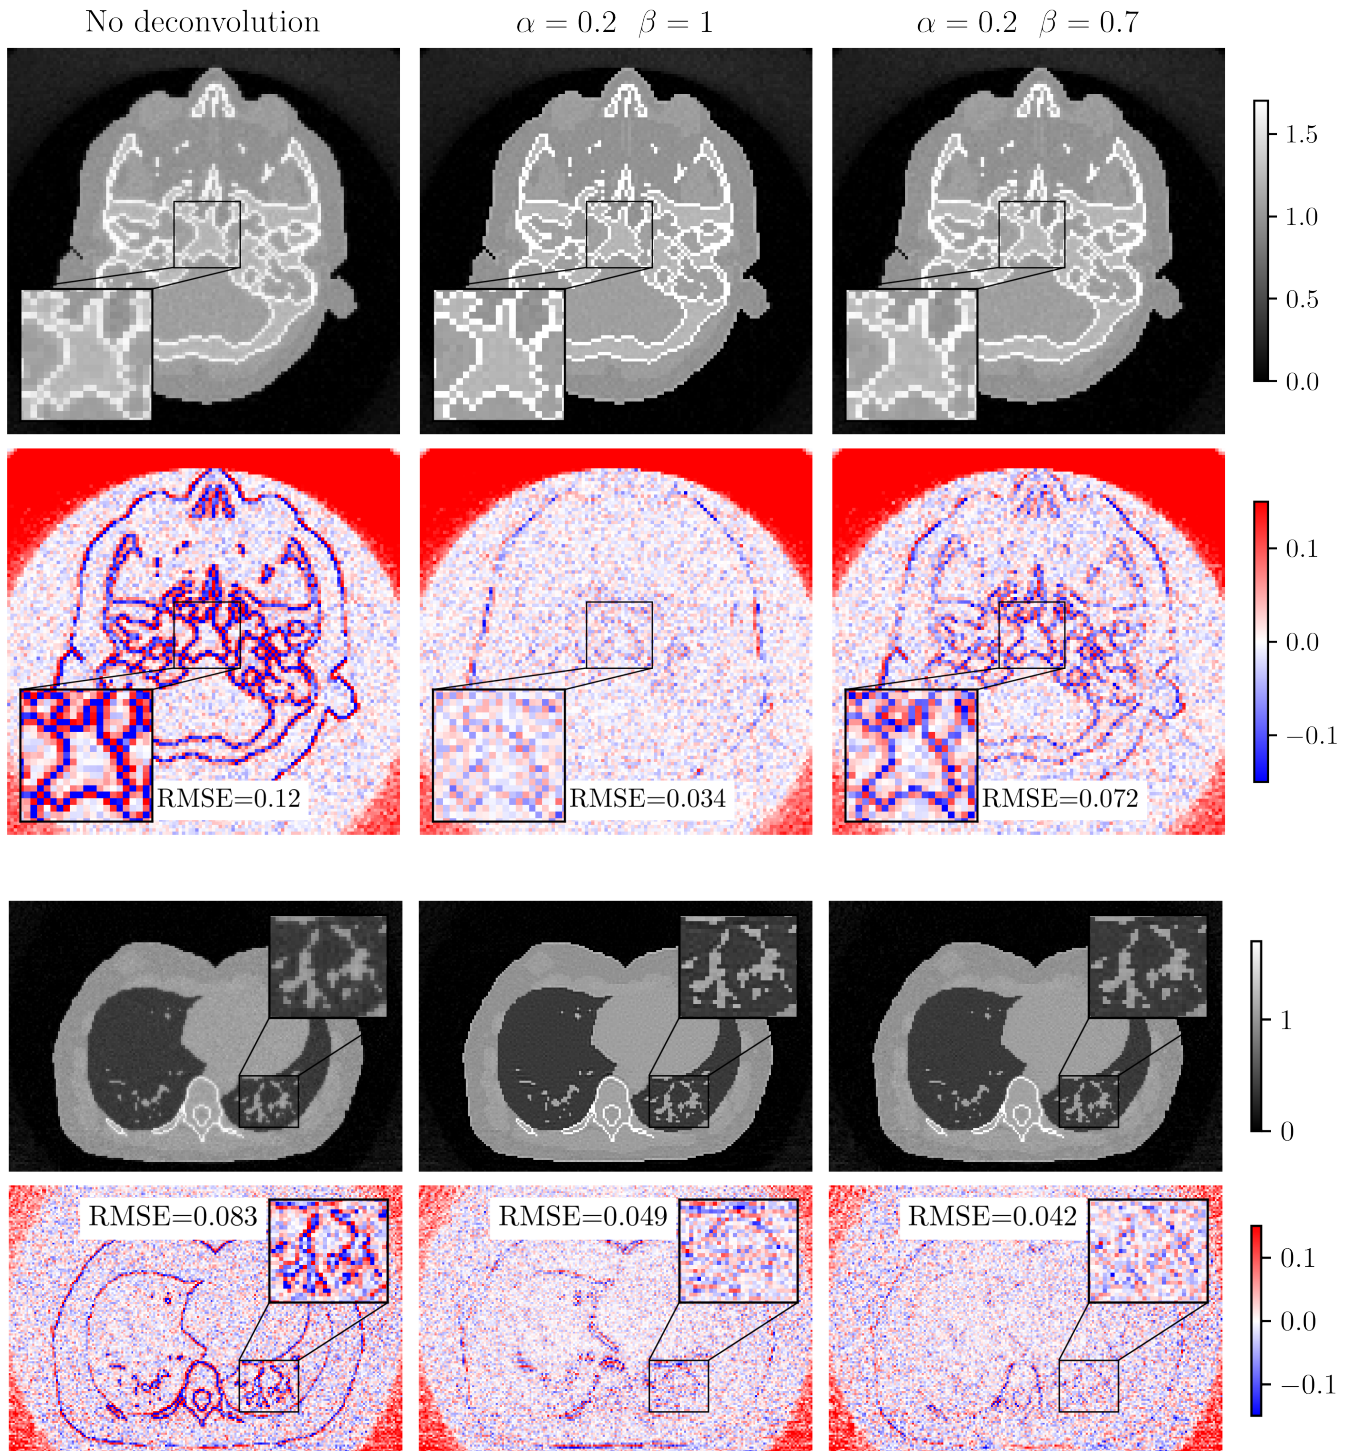 No deconvolution
α = 0.2 β = 1
α = 0.2 β = 0.7
1.5
1.0
0.5
0.0
0.1
0.0
−0.1
RMSE=0.12
RMSE=0.034
RMSE=0.072
1
0
RMSE=0.083
RMSE=0.049
RMSE=0.042
0.1
0.0
−0.1